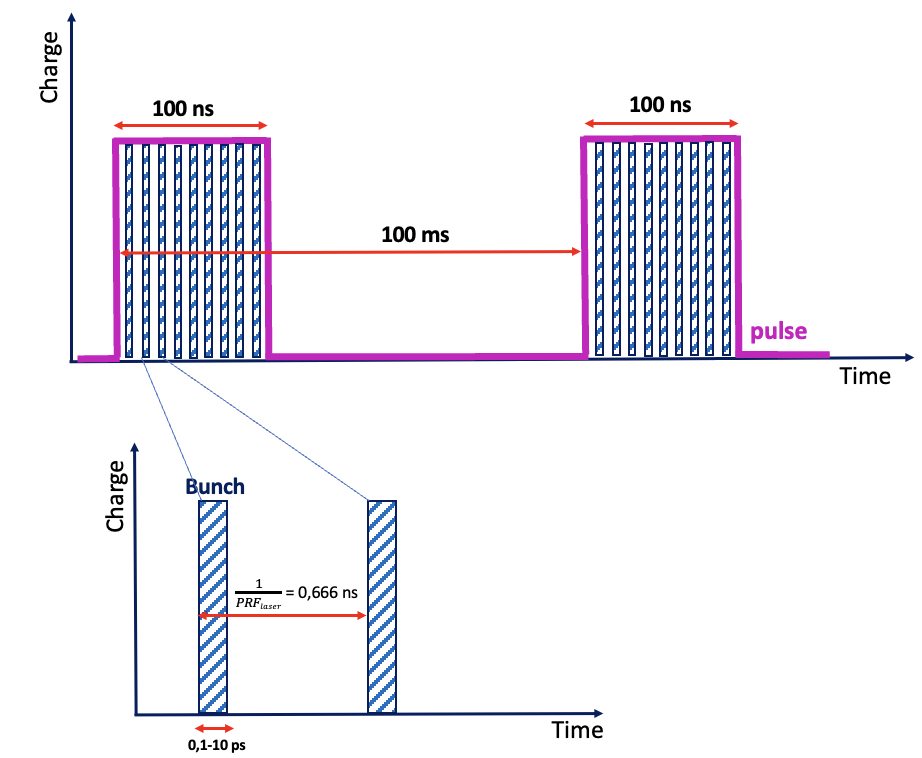 Charge
100 ns
100 ns
100 ms
pulse
Time
Charge
Bunch
1
PRFlaser
= 0,666 ns
Time
0,1-10 ps